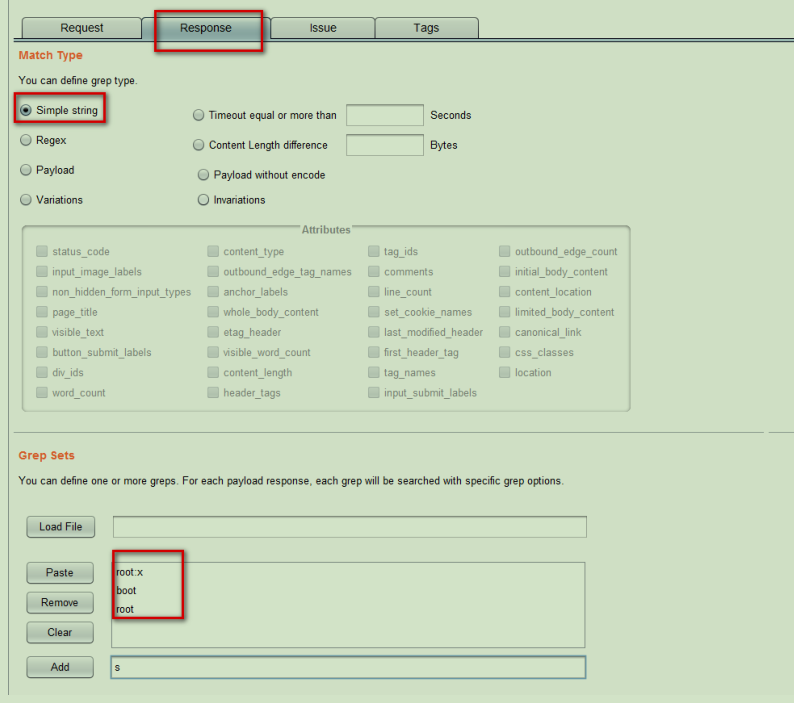 Request Response Issue Tags
Match Type
You can define grep type.
Simple string Timeout equal or more than Seconds
Regex Content Length difference Bytes
Payload Payload without encode
Variations Invariations
Attributes
status_code content_type tag_ids outbound_edge_count
input_image_labels outbound_edge_tag_names comments initial_body_content
non_hidden_form_input_types anchor_labels line_count content_location
page_title whole_body_content set_cookie_names limited_body_content
visible_text etag_header last_modified_header canonical_link
button_submit_labels visible_word_count first_header_tag css_classes
div_ids content_length tag_names location
word_count header_tags input_submit_labels
Grep Sets
You can define one or more greps. For each payload response, each grep will be searched with specific grep options.
Load File
Paste root:x
boot
Remove root
Clear
Add s